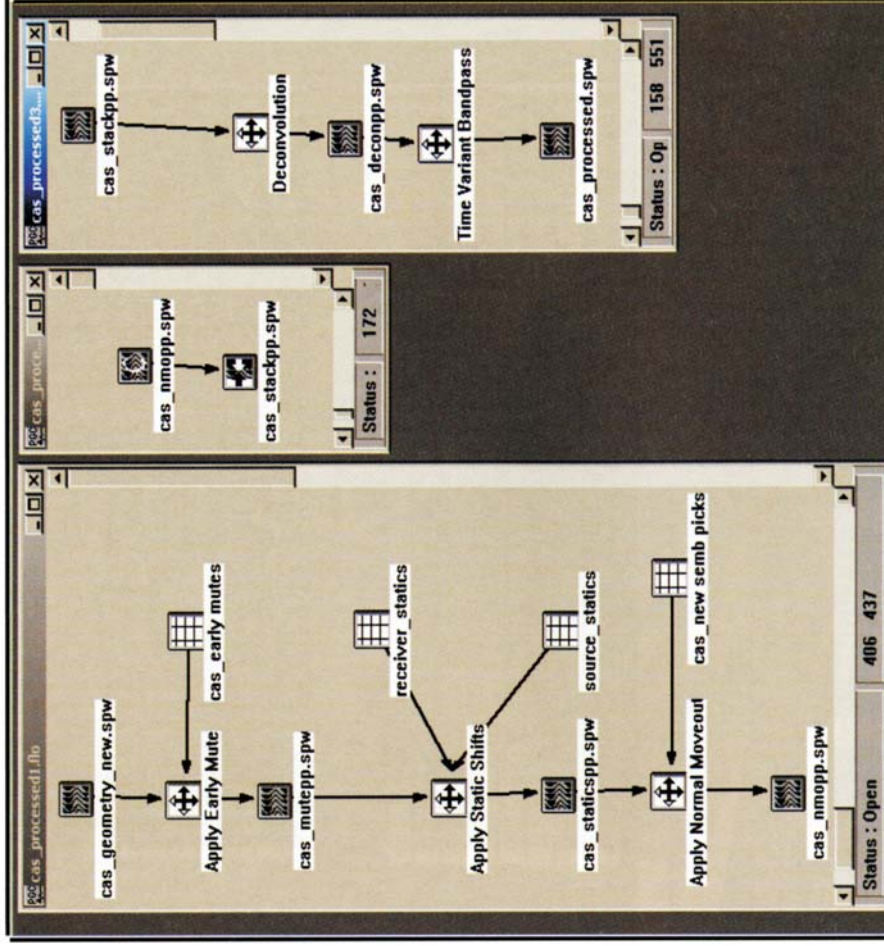 cas_processed1.flo
cas_geometry_new.spw
Apply Early Mute
cas_early mutes
cas_mutepp.spw
receiver_statics
Apply Static Shifts
source_statics
cas_staticspp.spw
Apply Normal Moveout
cas_new semb picks
cas_nmopp.spw
Status : Open
406 437
cas_proce...
cas_nmopp.spw
cas_stackpp.spw
Status :
172
cas_processed3....
cas_stackpp.spw
Deconvolution
cas_deconpp.spw
Time Variant Bandpass
cas_processed.spw
Status : Op
158 551